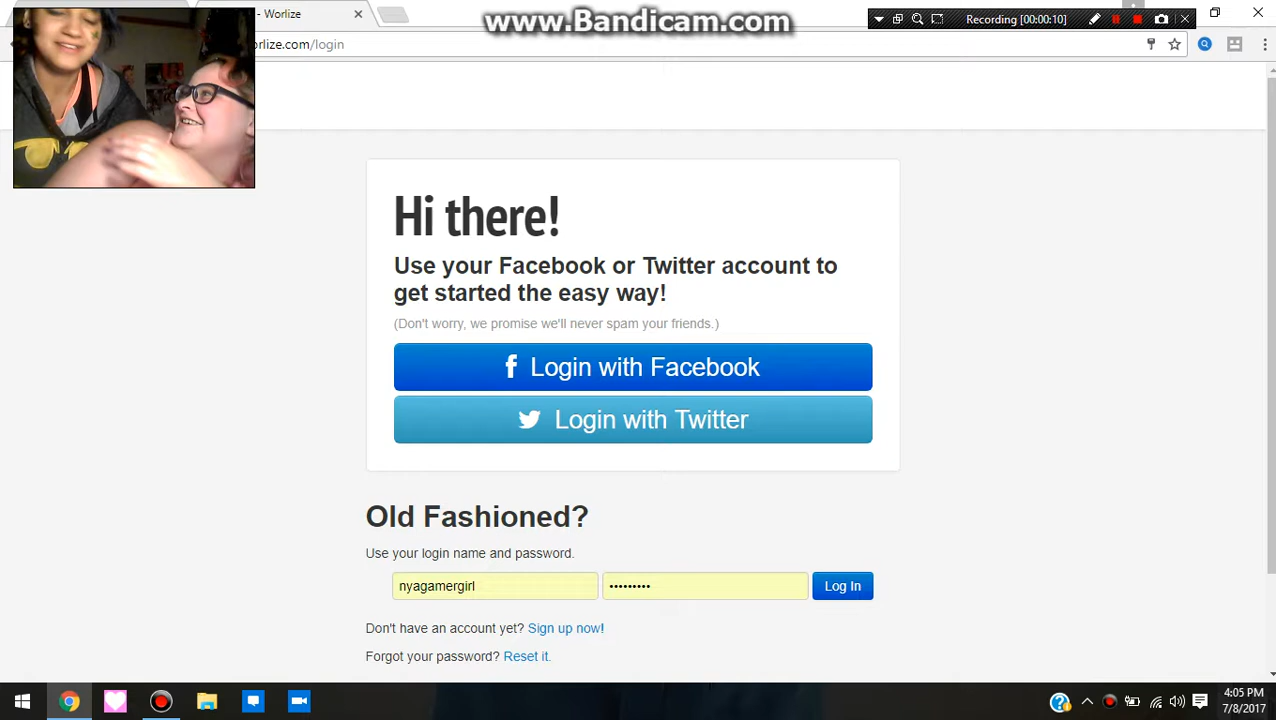 www.Bandicam.com
Recording [00:00:10]
- Worlize
orlize.com/login
Hi there!
Use your Facebook or Twitter account to
get started the easy way!
(Don't worry, we promise we'll never spam your friends.)
f Login with Facebook
Login with Twitter
Old Fashioned?
Use your login name and password.
nyagamergirl ••••••••• Log In
Don't have an account yet? Sign up now!
Forgot your password? Reset it.
4:05 PM
7/8/2017